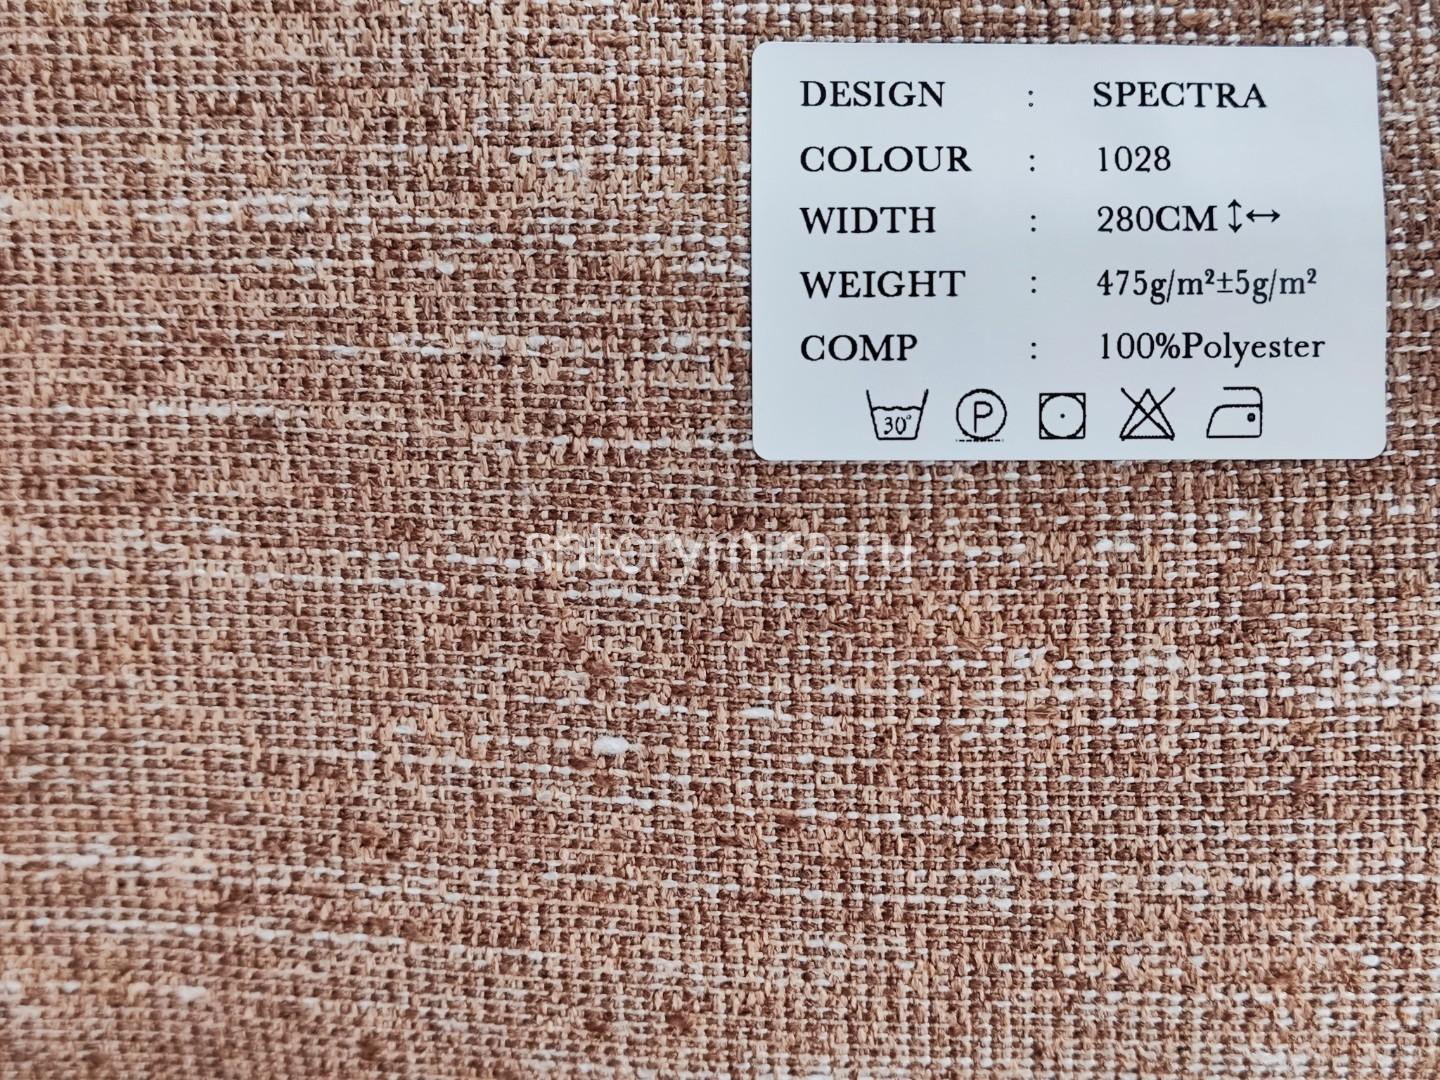 DESIGN : SPECTRA
COLOUR : 1028
WIDTH : 280CM ↕↔
WEIGHT : 475g/m²±5g/m²
COMP : 100%Polyester
30° P
shtorymira.ru